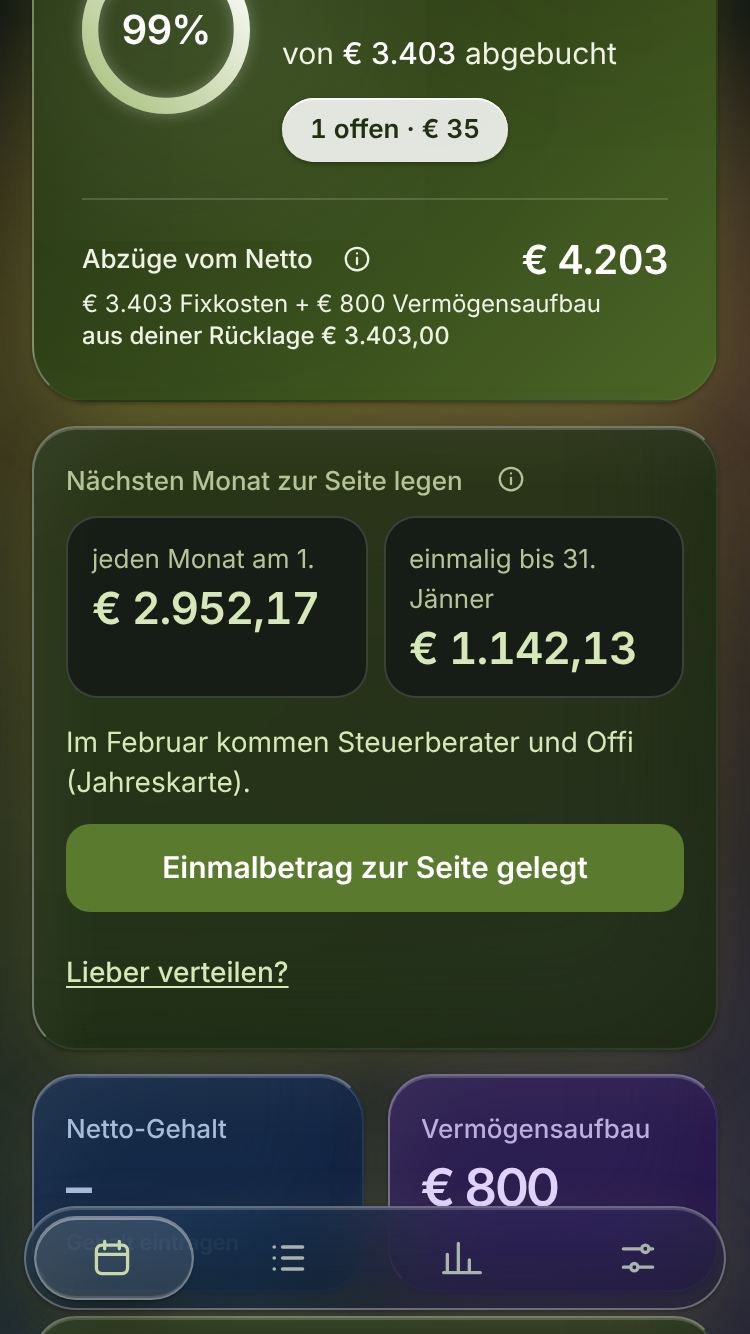 99%
von € 3.403 abgebucht
1 offen · € 35
Abzüge vom Netto
€ 4.203
€ 3.403 Fixkosten + € 800 Vermögensaufbau
aus deiner Rücklage € 3.403,00
Nächsten Monat zur Seite legen
jeden Monat am 1.
€ 2.952,17
einmalig bis 31.
Jänner
€ 1.142,13
Im Februar kommen Steuerberater und Offi
(Jahreskarte).
Einmalbetrag zur Seite gelegt
Lieber verteilen?
Netto-Gehalt
–
Vermögensaufbau
€ 800
Gehalt eintragen